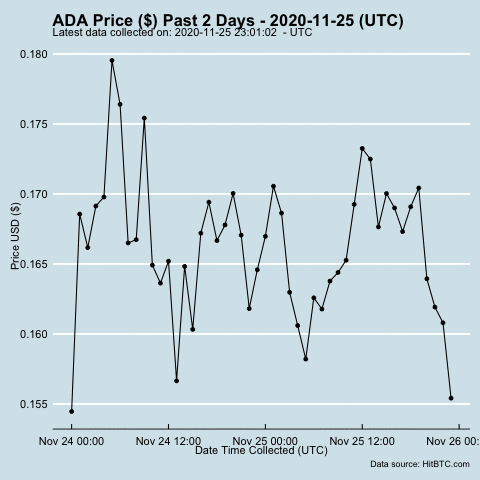 ADA Price ($) Past 2 Days - 2020-11-25 (UTC)
Latest data collected on: 2020-11-25 23:01:02 - UTC
0.180
0.175
0.170
0.165
0.160
0.155
Price USD ($)
Nov 24 00:00 Nov 24 12:00 Nov 25 00:00 Nov 25 12:00 Nov 26 00:
Date Time Collected (UTC)
Data source: HitBTC.com